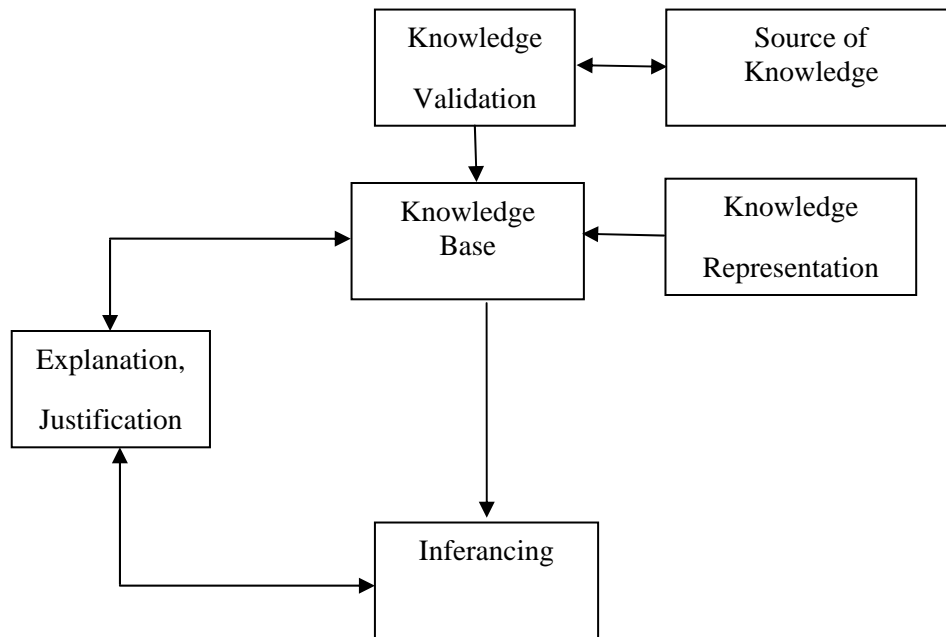 Knowledge
Validation
Source of
Knowledge
Knowledge
Base
Knowledge
Representation
Explanation,
Justification
Inferancing